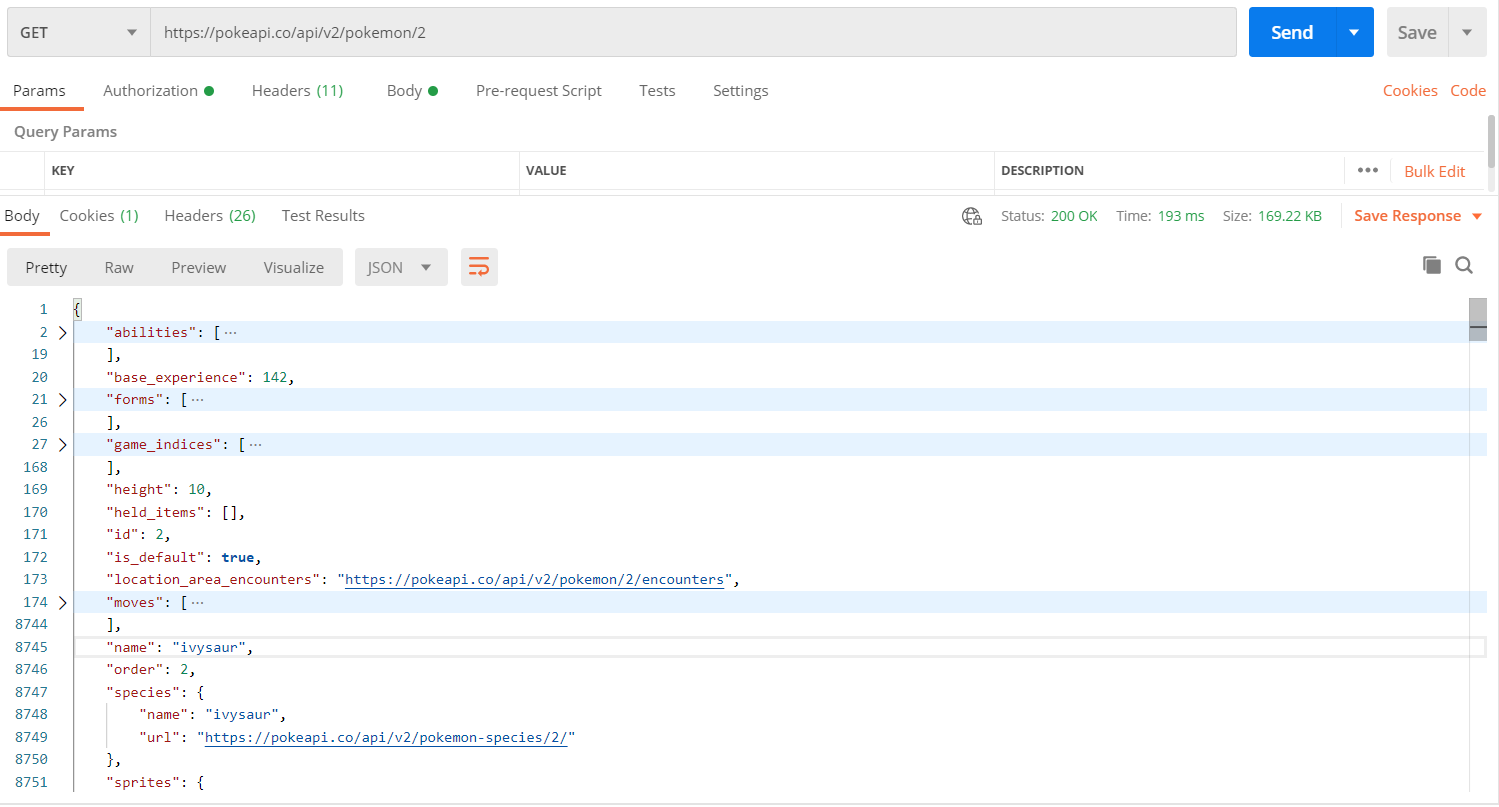 GET https://pokeapi.co/api/v2/pokemon/2 Send Save
Params Authorization Headers (11) Body Pre-request Script Tests Settings Cookies Code
Query Params
KEY VALUE DESCRIPTION ••• Bulk Edit
Body Cookies (1) Headers (26) Test Results Status: 200 OK Time: 193 ms Size: 169.22 KB Save Response
Pretty Raw Preview Visualize JSON
1 {
2 "abilities": [ ···
19 ],
20 "base_experience": 142,
21 "forms": [ ···
26 ],
27 "game_indices": [ ···
168 ],
169 "height": 10,
170 "held_items": [],
171 "id": 2,
172 "is_default": true,
173 "location_area_encounters": "https://pokeapi.co/api/v2/pokemon/2/encounters",
174 "moves": [ ···
8744 ],
8745 "name": "ivysaur",
8746 "order": 2,
8747 "species": {
8748 "name": "ivysaur",
8749 "url": "https://pokeapi.co/api/v2/pokemon-species/2/"
8750 },
8751 "sprites": {